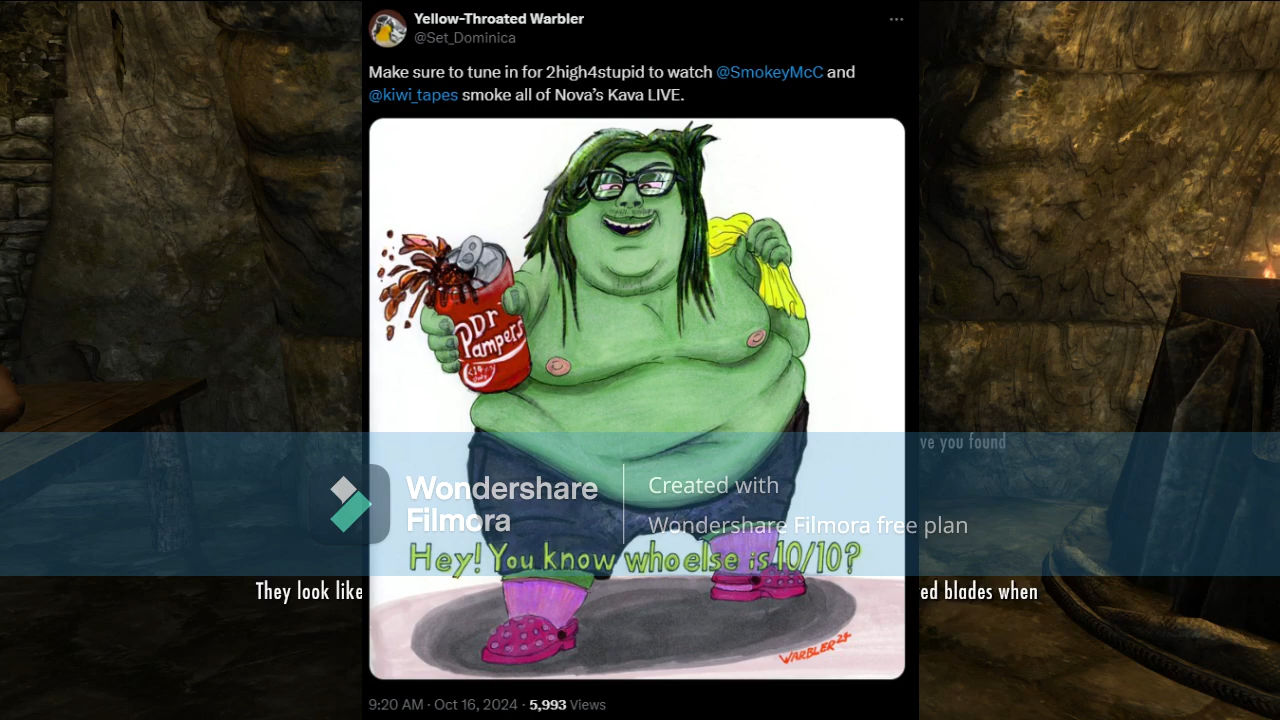 Yellow-Throated Warbler
@Set_Dominica
Make sure to tune in for 2high4stupid to watch @SmokeyMcC and
@kiwi_tapes smoke all of Nova's Kava LIVE.
Dr
Pampers
ve you found
Wondershare
Filmora
Created with
Wondershare Filmora free plan
Hey! You know who else is 10/10?
They look like
ed blades when
WARBLER 24
9:20 AM · Oct 16, 2024 · 5,993 Views